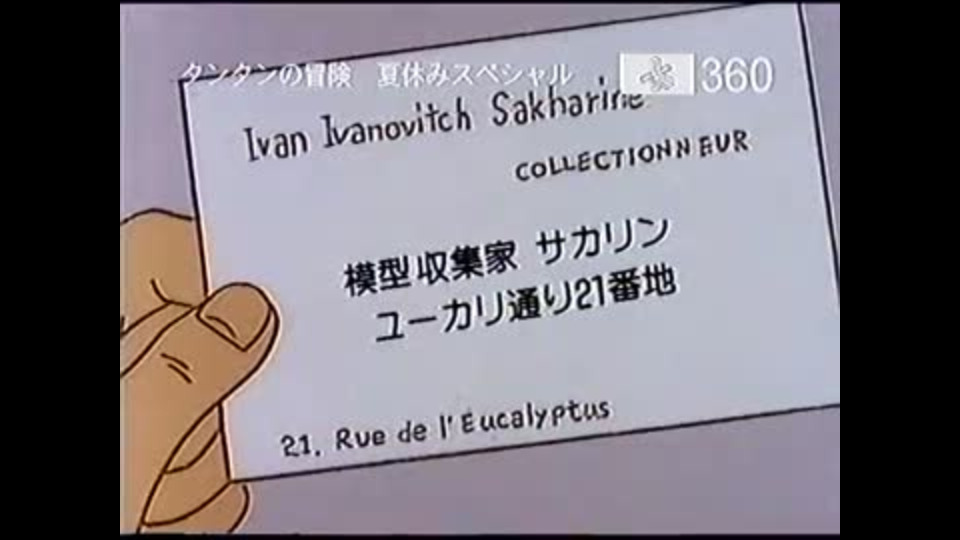 タンタンの冒険 夏休みスペシャル 360
Ivan Ivanovitch Sakharine
COLLECTIONNEUR
模型収集家 サカリン
ユーカリ通り21番地
21. Rue de l'Eucalyptus